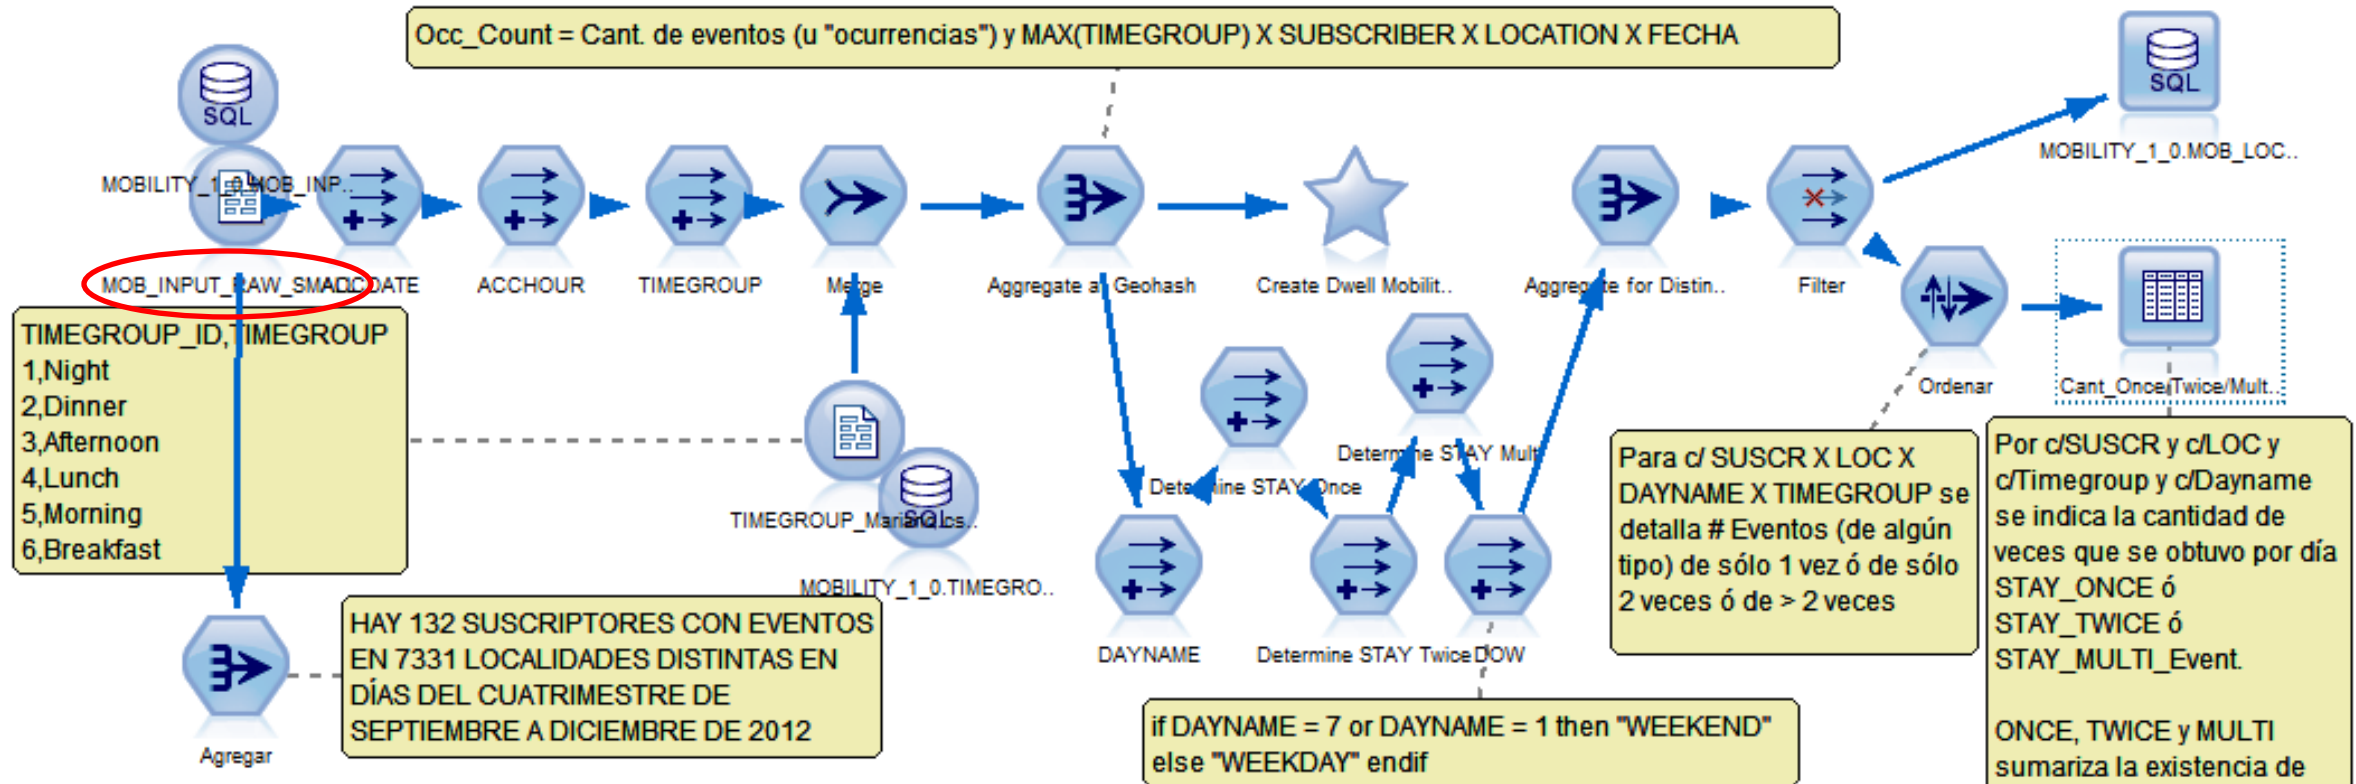 Occ_Count = Cant. de eventos (u "ocurrencias") y MAX(TIMEGROUP) X SUBSCRIBER X LOCATION X FECHA
SQL
SQL
MOBILITY_1_0.MOB_INP..
MOBILITY_1_0.MOB_LOC..
MOB_INPUT_RAW_SMALL
ACCDATE
ACCHOUR
TIMEGROUP
Merge
Aggregate at Geohash
Create Dwell Mobilit..
Aggregate for Distin..
Filter
TIMEGROUP_ID,TIMEGROUP
1,Night
2,Dinner
3,Afternoon
4,Lunch
5,Morning
6,Breakfast
Ordenar
Cant_Once/Twice/Mult..
Determine STAY Mult
Determine STAY Once
TIMEGROUP_Mariano.cs..
SQL
MOBILITY_1_0.TIMEGRO..
DAYNAME
Determine STAY Twice
DOW
Para c/ SUSCR X LOC X
DAYNAME X TIMEGROUP se
detalla # Eventos (de algún
tipo) de sólo 1 vez ó de sólo
2 veces ó de > 2 veces
Por c/SUSCR y c/LOC y
c/Timegroup y c/Dayname
se indica la cantidad de
veces que se obtuvo por día
STAY_ONCE ó
STAY_TWICE ó
STAY_MULTI_Event.
ONCE, TWICE y MULTI
sumariza la existencia de
HAY 132 SUSCRIPTORES CON EVENTOS
EN 7331 LOCALIDADES DISTINTAS EN
DÍAS DEL CUATRIMESTRE DE
SEPTIEMBRE A DICIEMBRE DE 2012
Agregar
if DAYNAME = 7 or DAYNAME = 1 then "WEEKEND"
else "WEEKDAY" endif